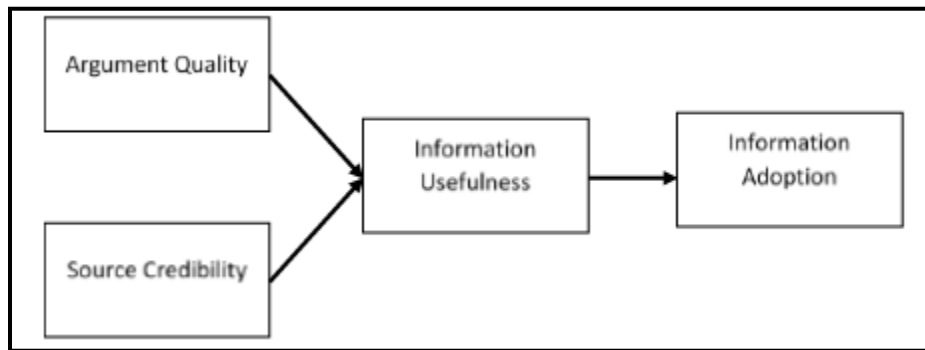 Argument Quality
Information
Usefulness
Information
Adoption
Source Credibility